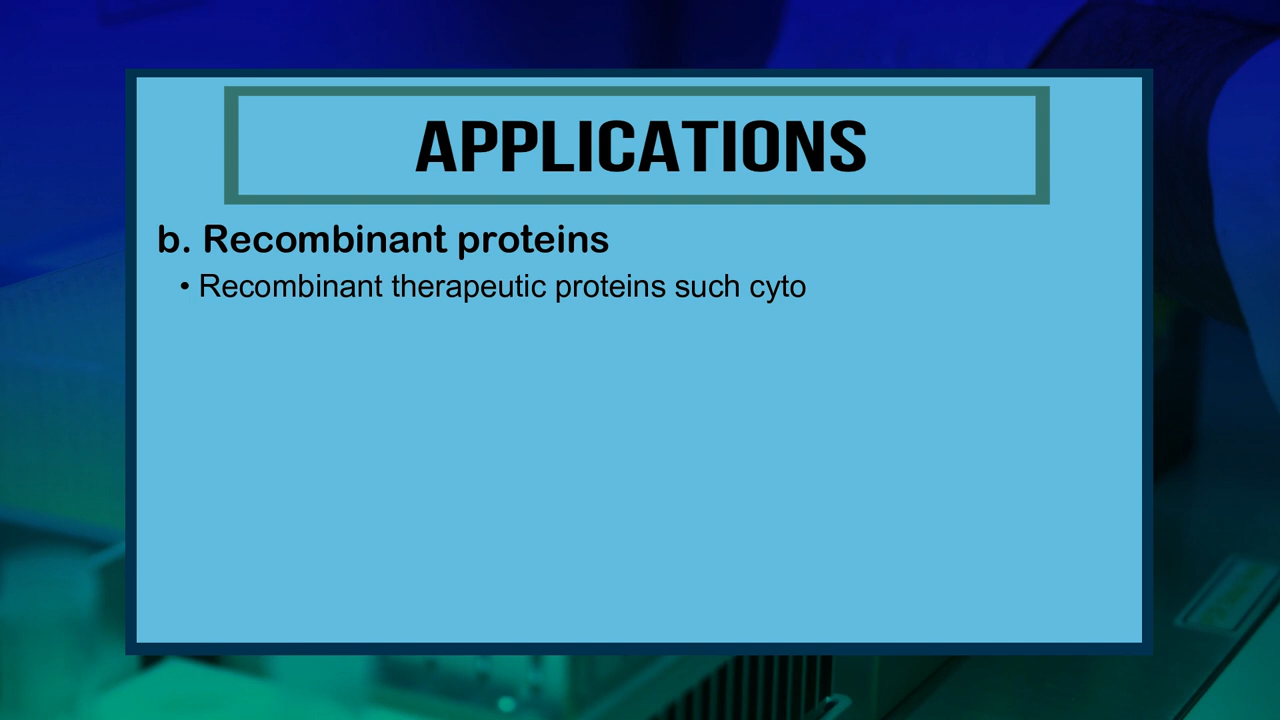 APPLICATIONS
b. Recombinant proteins
• Recombinant therapeutic proteins such cyto